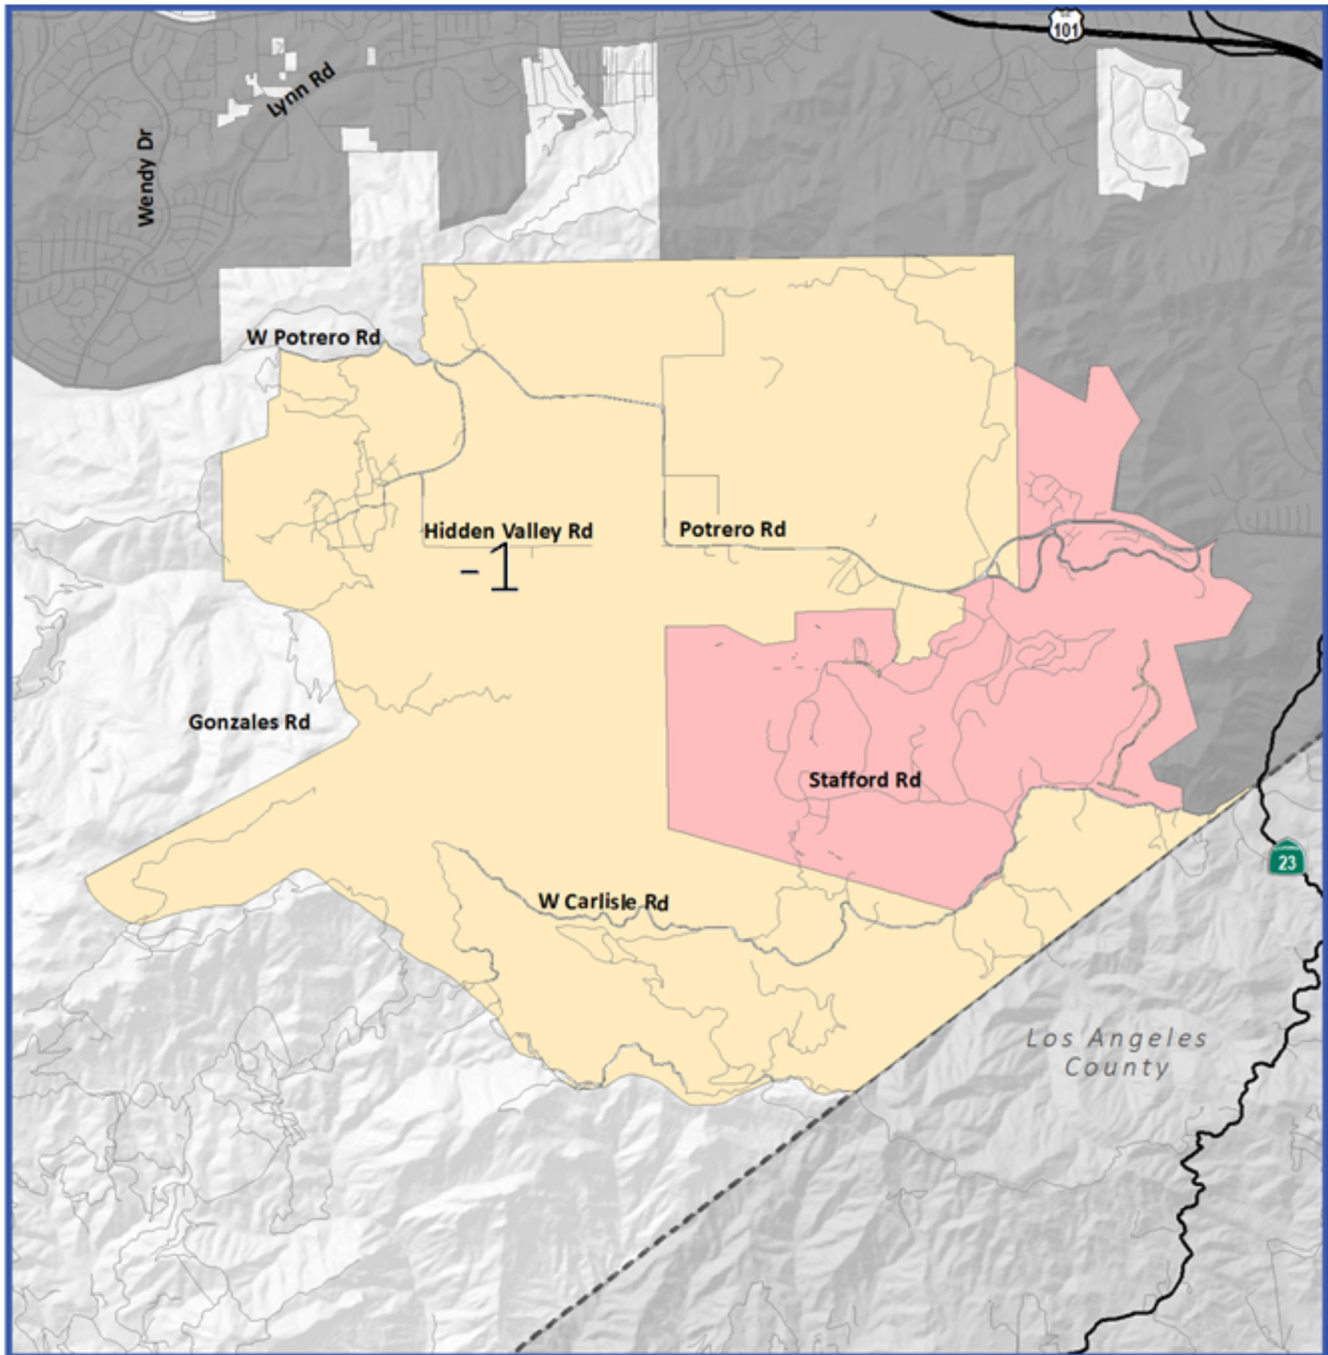 101
Lynn Rd
Wendy Dr
W Potrero Rd
Hidden Valley Rd
Potrero Rd
-1
Gonzales Rd
Stafford Rd
23
W Carlisle Rd
Los Angeles
County